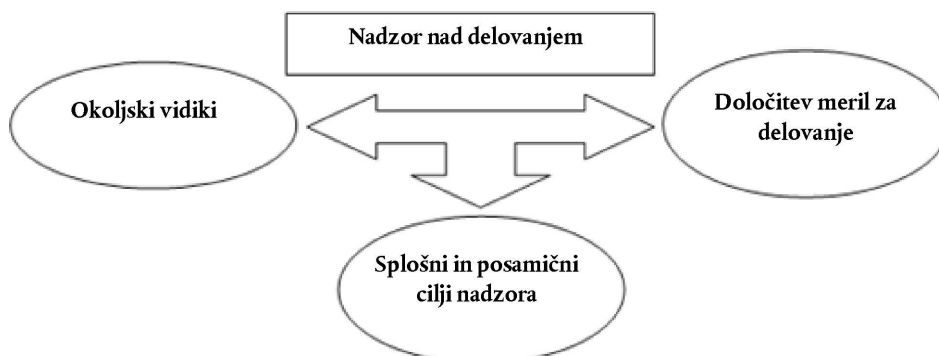 Nadzor nad delovanjem
Okoljski vidiki
Določitev meril za
delovanje
Splošni in posamični
cilji nadzora